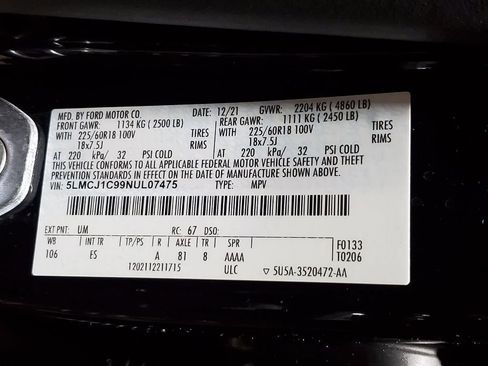 MFD. BY FORD MOTOR CO. DATE: 12/21 GVWR: 2204 KG ( 4860 LB)
FRONT GAWR: 1134 KG ( 2500 LB) REAR GAWR: 1111 KG ( 2450 LB)
WITH 225/60R18 100V TIRES WITH 225/60R18 100V TIRES
18x7.5J RIMS 18x7.5J RIMS
AT 220 kPa/ 32 PSI COLD AT 220 kPa/ 32 PSI COLD
THIS VEHICLE CONFORMS TO ALL APPLICABLE FEDERAL MOTOR VEHICLE SAFETY AND THEFT
PREVENTION STANDARDS IN EFFECT ON THE DATE OF MANUFACTURE SHOWN ABOVE.
VIN: 5LMCJ1C99NUL07475 TYPE: MPV
EXT PNT: UM RC: 67 DSO:
WB INT TR TP/PS R AXLE TR SPR F0133
106 ES A 81 8 AAAA T0206
1202112211715 ULC ▽ 5U5A-3520472-AA